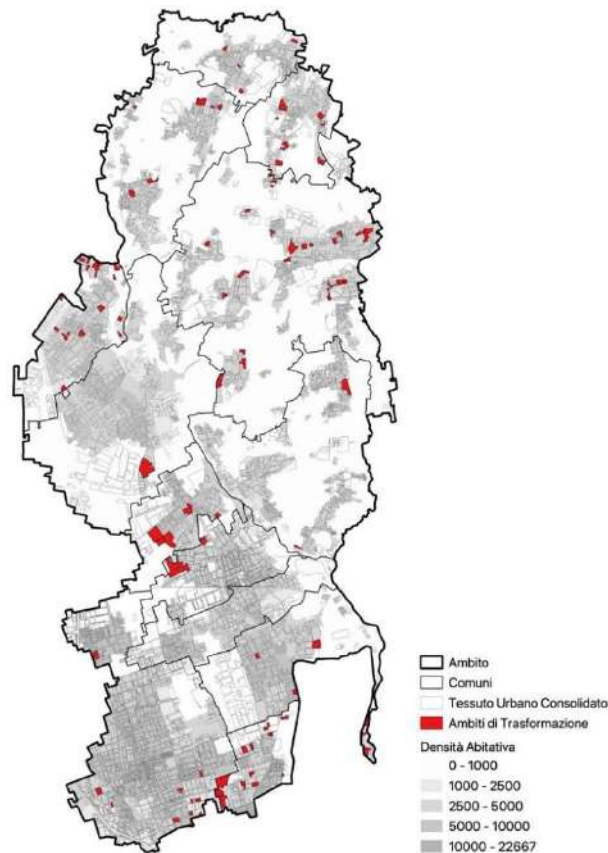 Ambito
Comuni
Tessuto Urbano Consolidato
Ambiti di Trasformazione
Densità Abitativa
0 - 1000
1000 - 2500
2500 - 5000
5000 - 10000
10000 - 22667